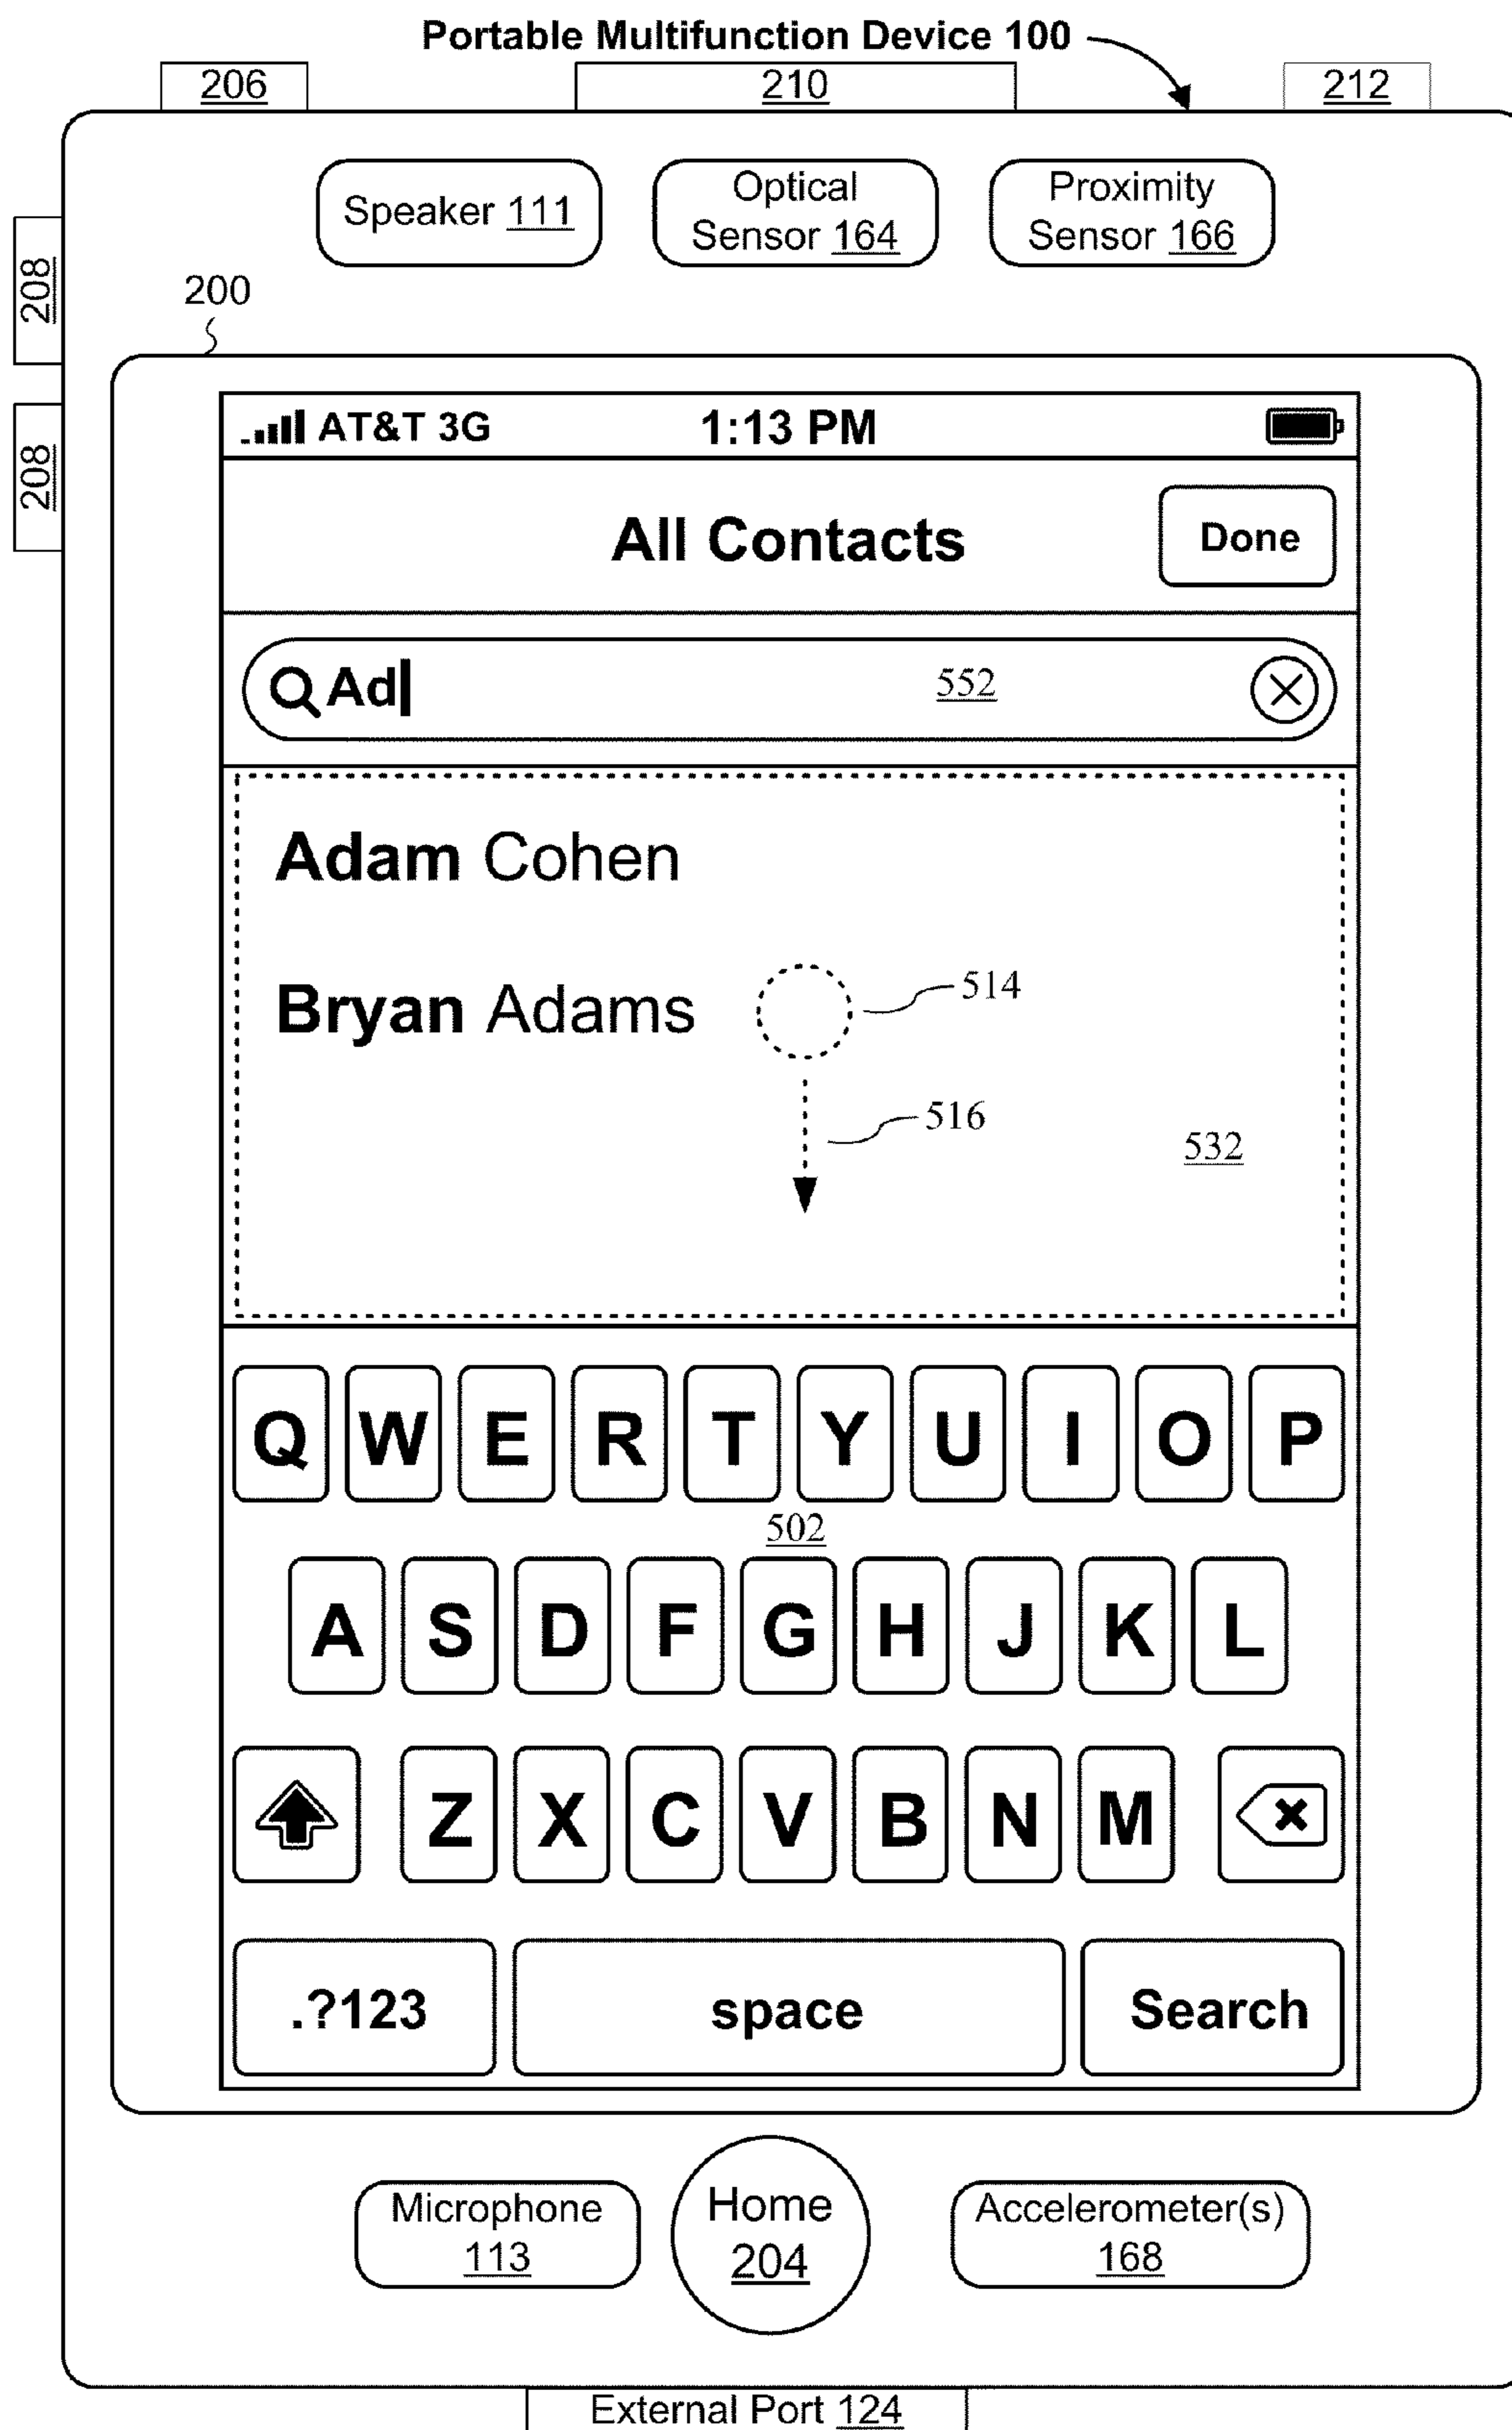 Portable Multifunction Device 100
206 210 212
Speaker 111
Optical
Sensor 164
Proximity
Sensor 166
208
200
208
AT&T 3G 1:13 PM
All Contacts Done
Ad 552
Adam Cohen
Bryan Adams 514
516
532
Q W E R T Y U I O P
502
A S D F G H J K L
Z X C V B N M
.?123 space Search
Microphone
113
Home
204
Accelerometer(s)
168
External Port 124